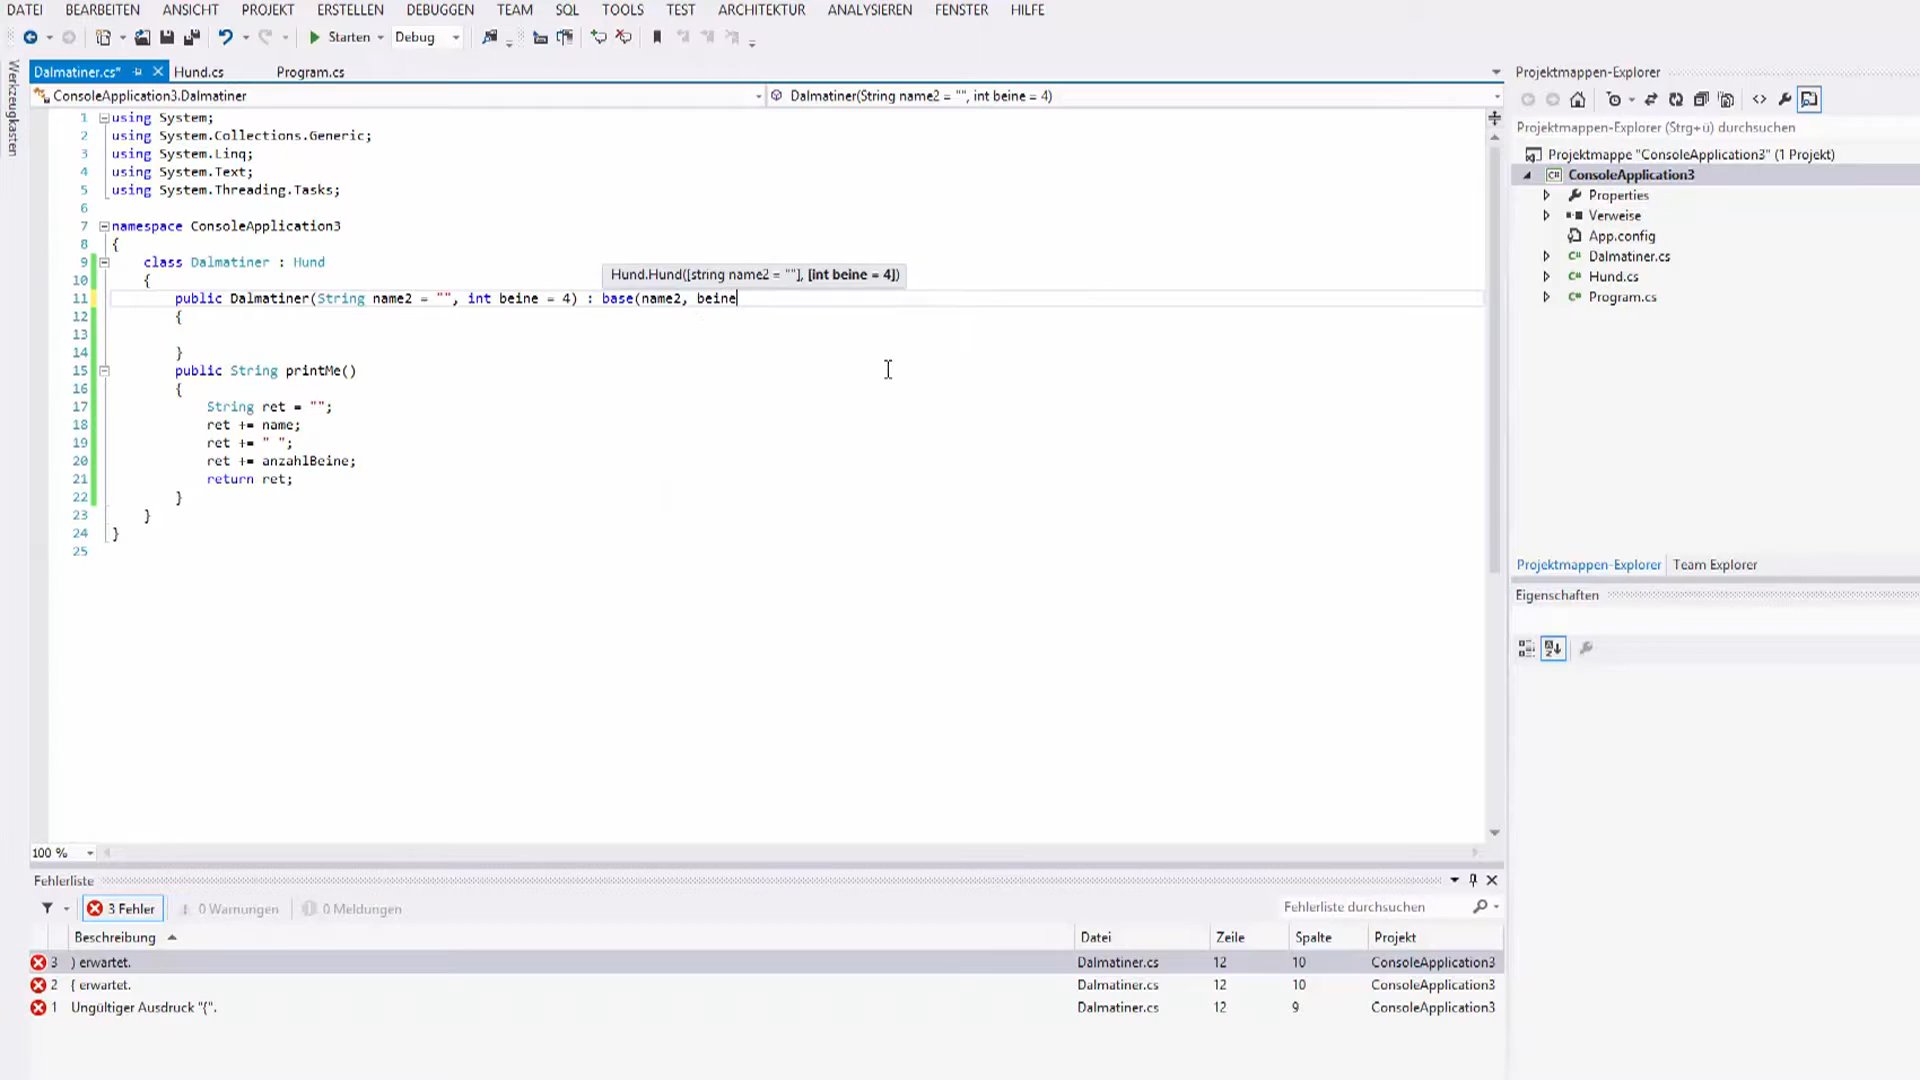 DATEI BEARBEITEN ANSICHT PROJEKT ERSTELLEN DEBUGGEN TEAM SQL TOOLS TEST ARCHITEKTUR ANALYSIEREN FENSTER HILFE
Starten Debug
Werkzeugkasten
Dalmatiner.cs* Hund.cs Program.cs
ConsoleApplication3.Dalmatiner Dalmatiner(String name2 = "", int beine = 4)
1 using System;
2 using System.Collections.Generic;
3 using System.Linq;
4 using System.Text;
5 using System.Threading.Tasks;
6
7 namespace ConsoleApplication3
8 {
9 class Dalmatiner : Hund
Hund.Hund([string name2 = ""], [int beine = 4])
10 {
11 public Dalmatiner(String name2 = "", int beine = 4) : base(name2, beine
12 {
13
14 }
15 public String printMe()
16 {
17 String ret = "";
18 ret += name;
19 ret += " ";
20 ret += anzahlBeine;
21 return ret;
22 }
23 }
24 }
25
100 %
Projektmappen-Explorer
Projektmappen-Explorer (Strg+ü) durchsuchen
Projektmappe "ConsoleApplication3" (1 Projekt)
ConsoleApplication3
Properties
Verweise
App.config
Dalmatiner.cs
Hund.cs
Program.cs
Projektmappen-Explorer Team Explorer
Eigenschaften
Fehlerliste
3 Fehler 0 Warnungen 0 Meldungen Fehlerliste durchsuchen
Beschreibung Datei Zeile Spalte Projekt
3 ) erwartet. Dalmatiner.cs 12 10 ConsoleApplication3
2 { erwartet. Dalmatiner.cs 12 10 ConsoleApplication3
1 Ungültiger Ausdruck "{". Dalmatiner.cs 12 9 ConsoleApplication3